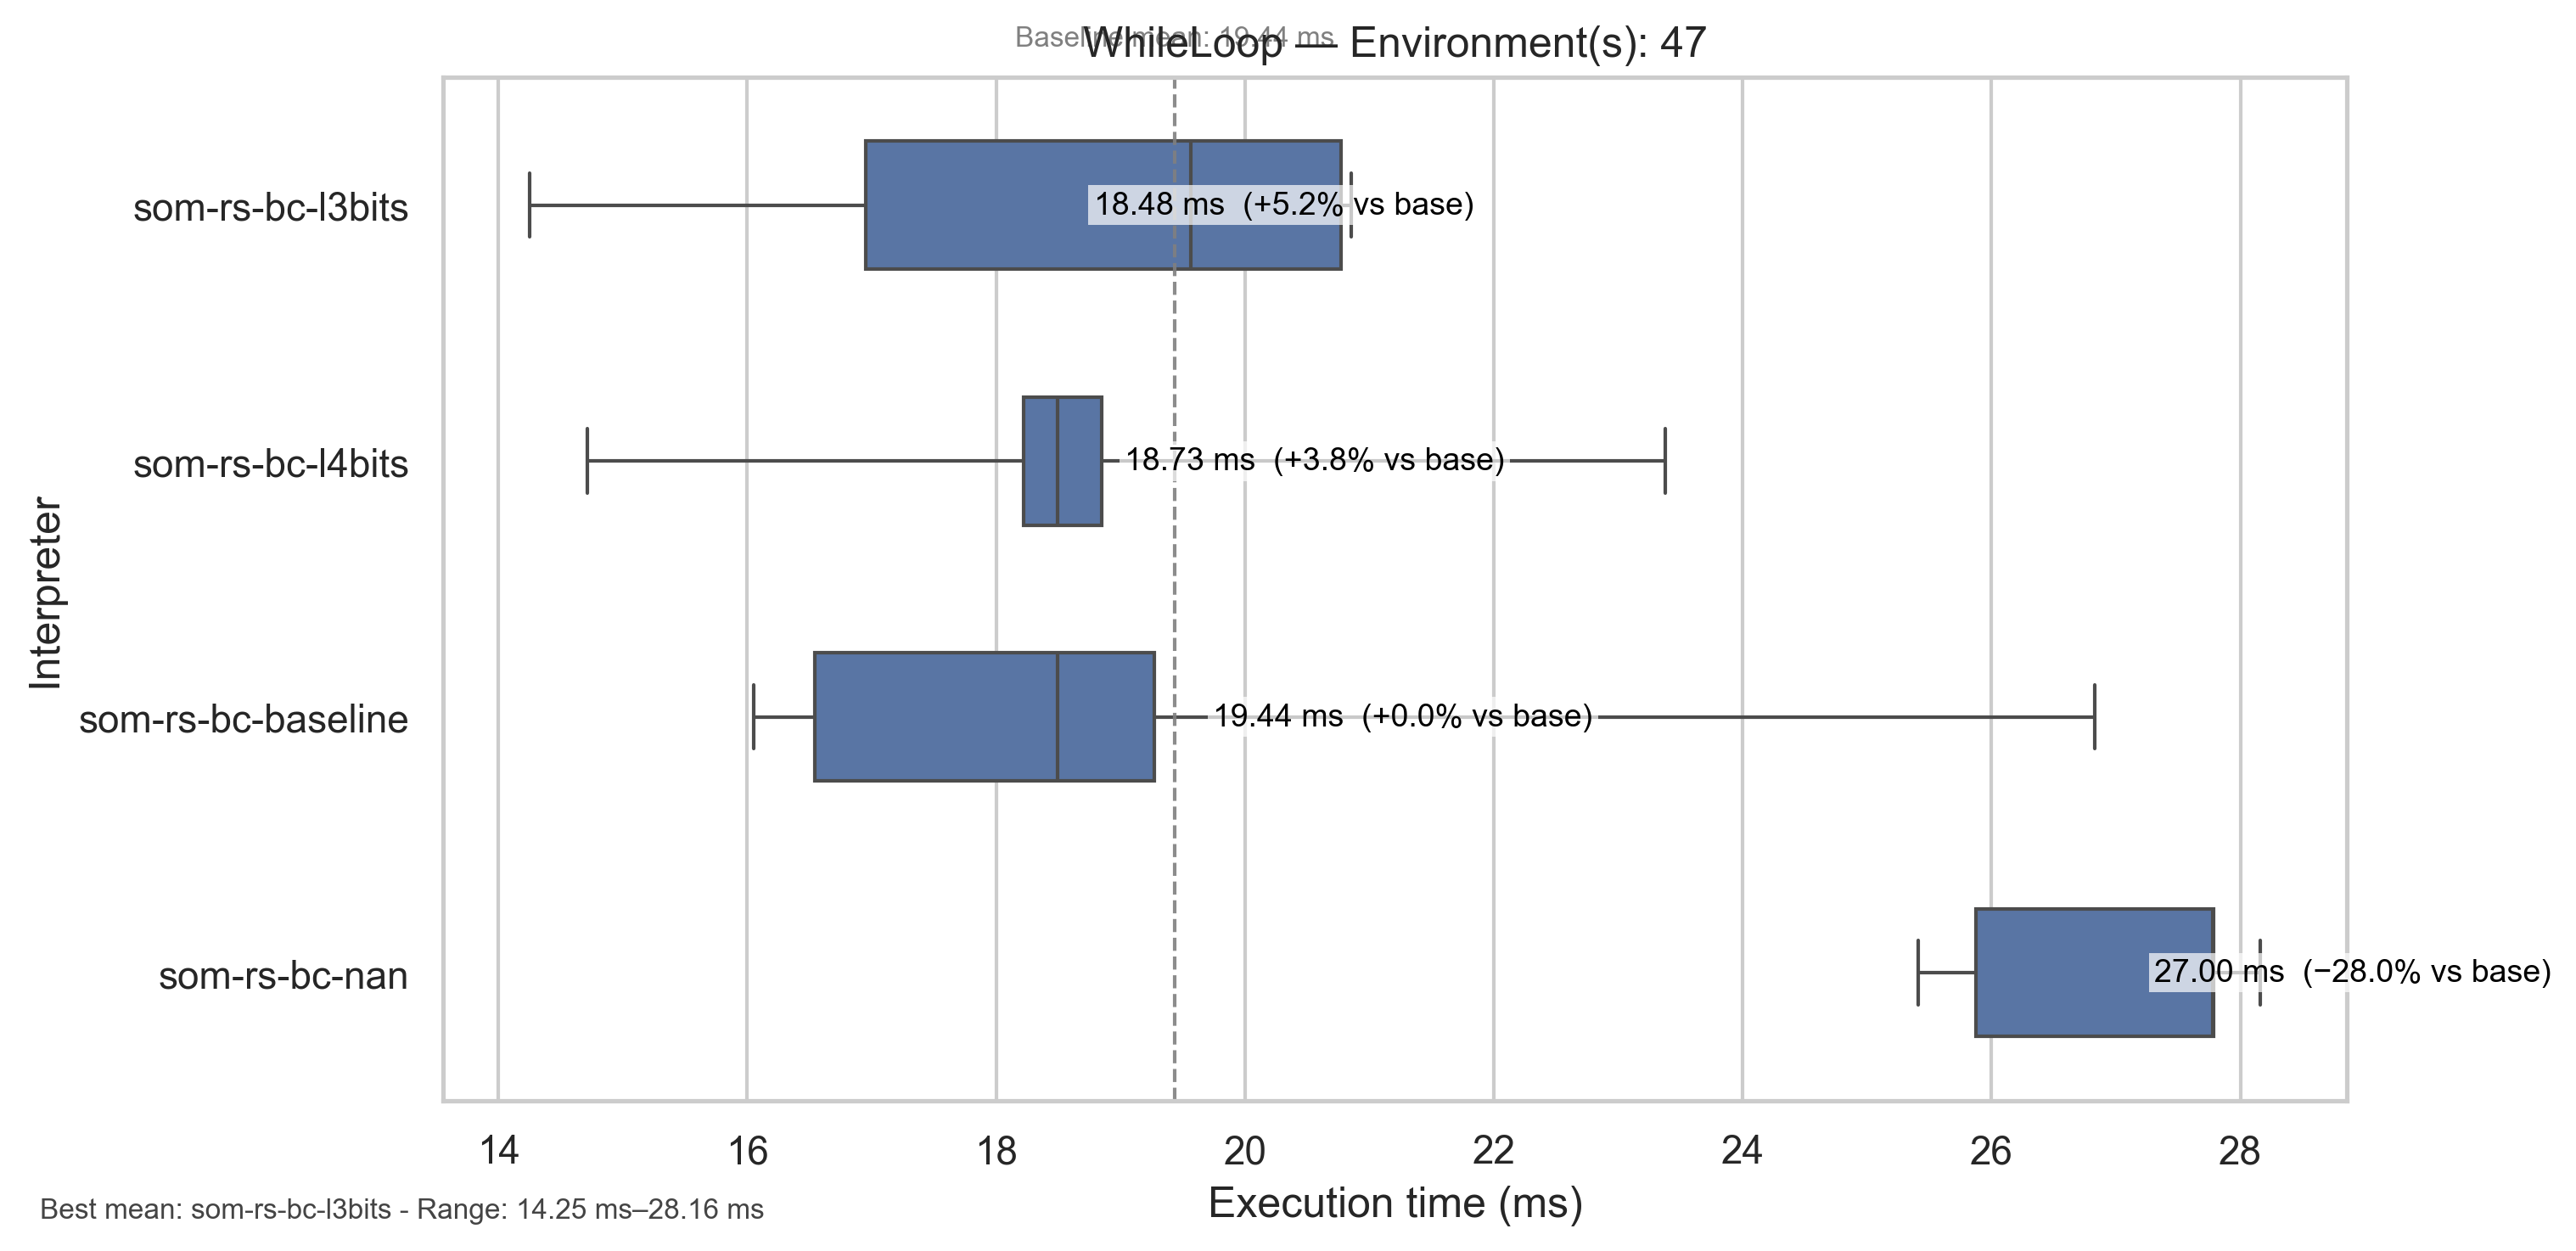 Baseline mean: 19.44 ms
WhileLoop — Environment(s): 47
Interpreter
som-rs-bc-l3bits
18.48 ms (+5.2% vs base)
som-rs-bc-l4bits
18.73 ms (+3.8% vs base)
som-rs-bc-baseline
19.44 ms (+0.0% vs base)
som-rs-bc-nan
27.00 ms (−28.0% vs base)
14 16 18 20 22 24 26 28
Execution time (ms)
Best mean: som-rs-bc-l3bits - Range: 14.25 ms–28.16 ms